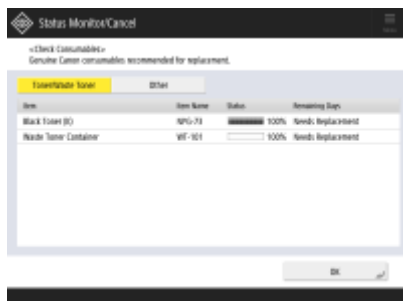 Status Monitor/Cancel
<Check Consumables>
Genuine Canon consumables recommended for replacement.
Toner/Waste Toner Other
Item Item Name Status Remaining Days
Black Toner (K) NPG-73 100% Needs Replacement
Waste Toner Container WT-101 100% Needs Replacement
OK